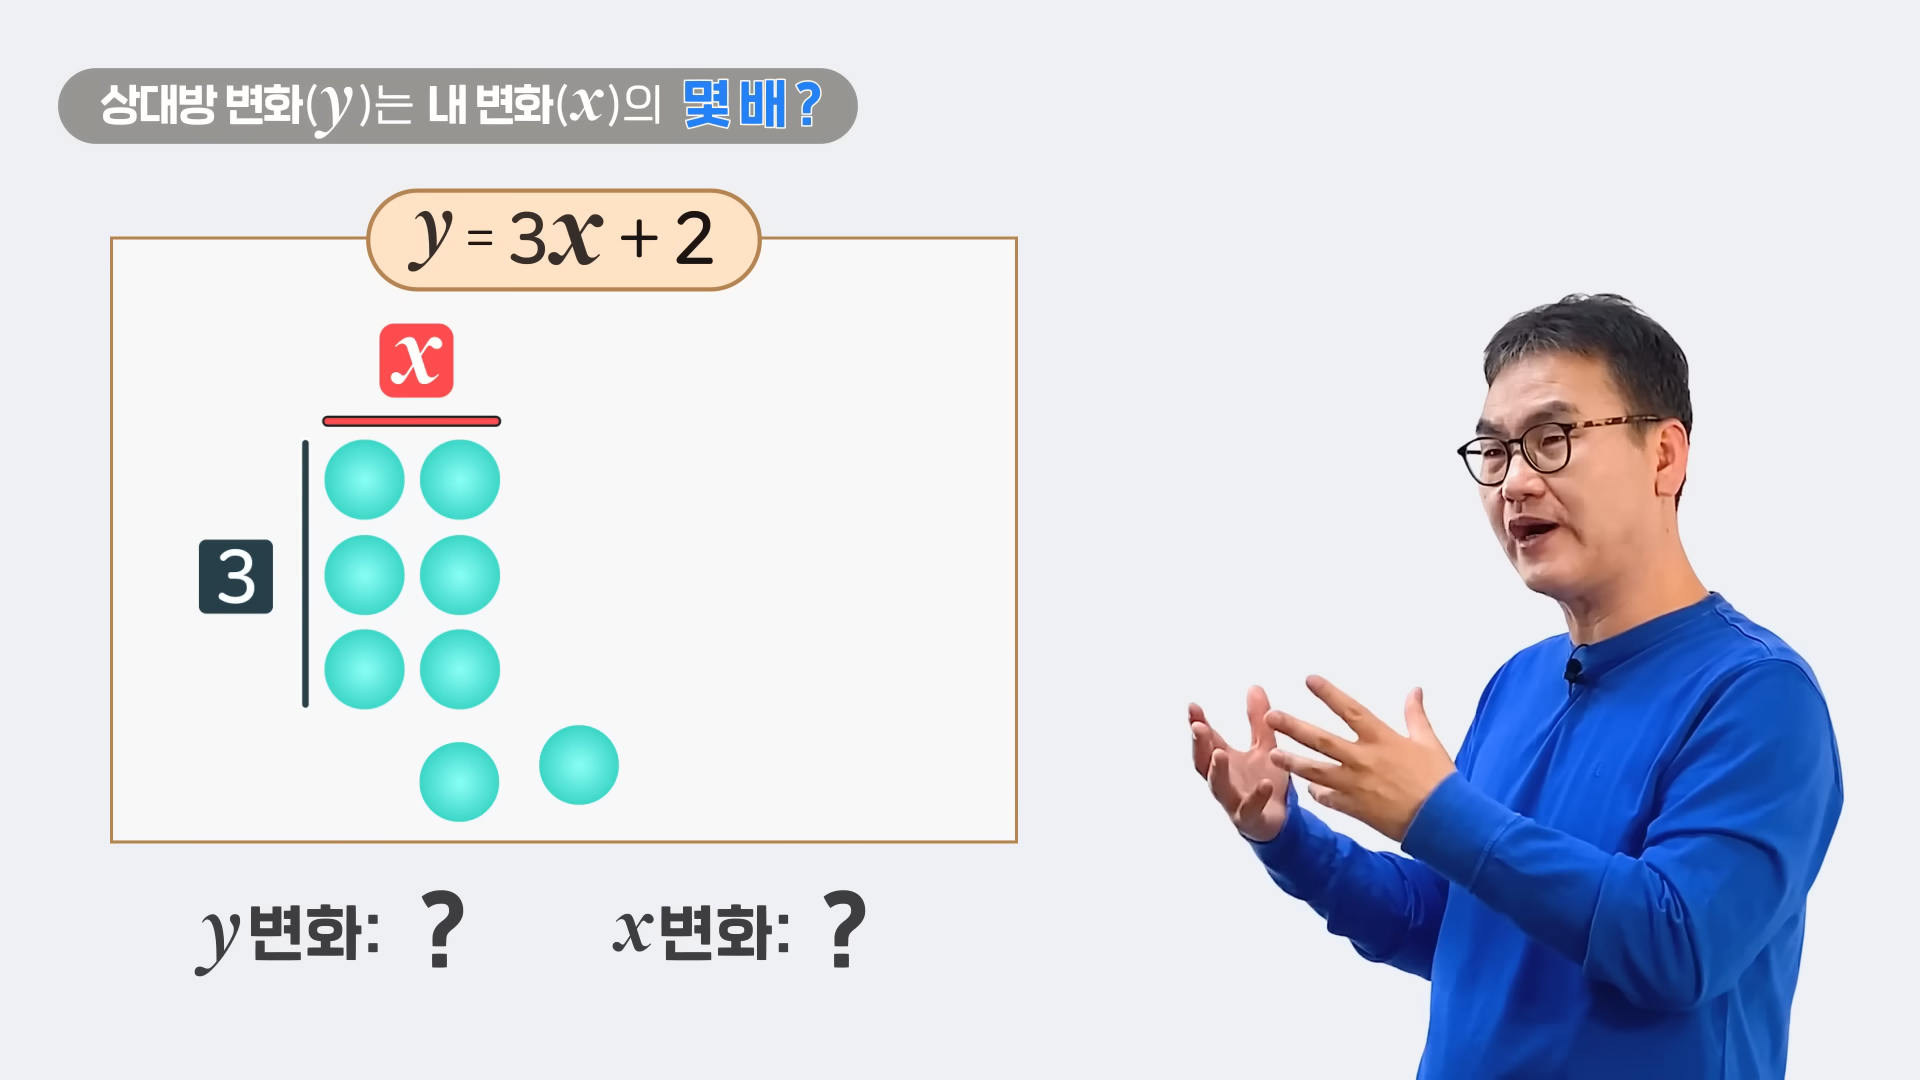 상대방 변화(y)는 내 변화(x)의 몇 배?
y = 3x + 2
x
3
y변화: ?
x변화: ?